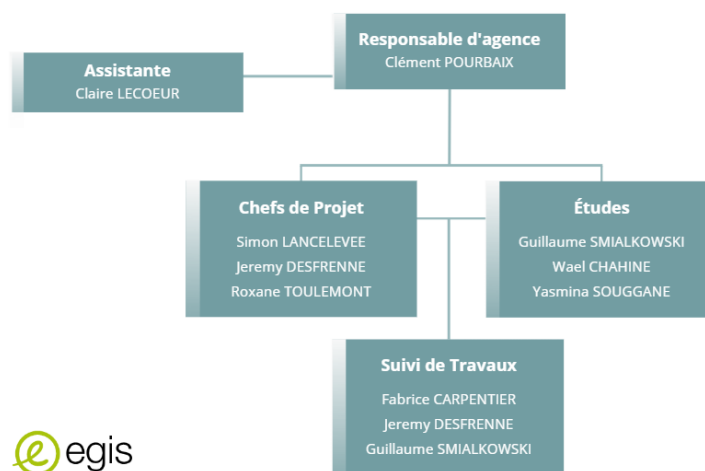 Responsable d'agence
Clément POURBAIX
Assistante
Claire LECOEUR
Chefs de Projet
Simon LANCELEVEE
Jeremy DESFRENNE
Roxane TOULEMONT
Études
Guillaume SMIALKOWSKI
Wael CHAHINE
Yasmina SOUGGANE
Suivi de Travaux
Fabrice CARPENTIER
Jeremy DESFRENNE
Guillaume SMIALKOWSKI
egis